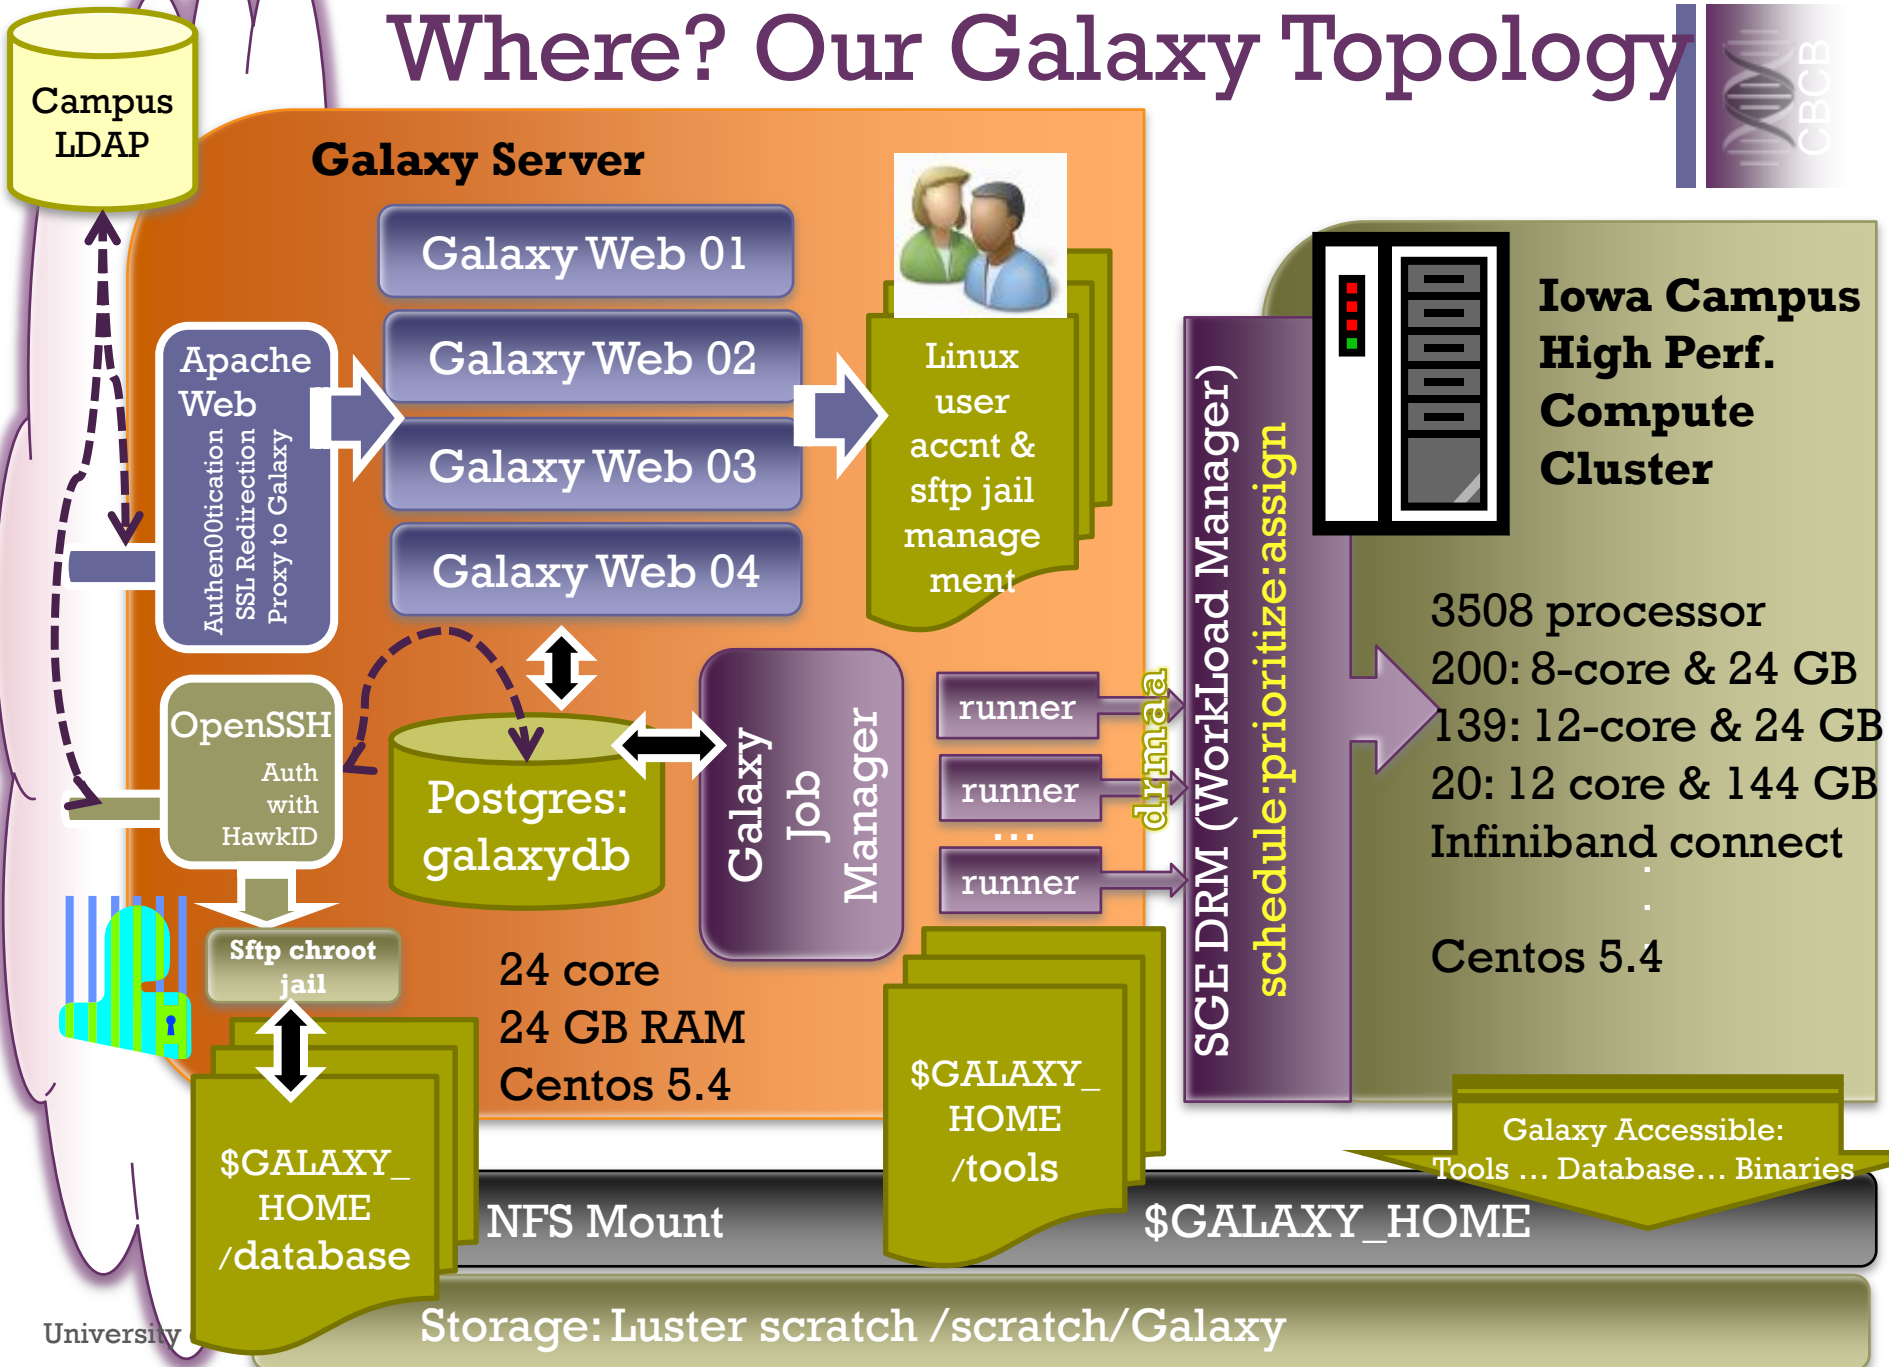 Where? Our Galaxy Topology
CBCB
Campus
LDAP
Galaxy Server
Galaxy Web 01
Galaxy Web 02
Galaxy Web 03
Galaxy Web 04
Apache
Web
Authen00tication
SSL Redirection
Proxy to Galaxy
Linux
user
accnt &
sftp jail
manage
ment
OpenSSH
Auth
with
HawkID
Sftp chroot
jail
Postgres:
galaxydb
Galaxy
Job
Manager
runner
runner
...
runner
drmaa
SGE DRM (WorkLoad Manager)
schedule:prioritize:assign
Iowa Campus
High Perf.
Compute
Cluster
3508 processor
200: 8-core & 24 GB
139: 12-core & 24 GB
20: 12 core & 144 GB
Infiniband connect
.
.
.
Centos 5.4
24 core
24 GB RAM
Centos 5.4
$GALAXY_
HOME
/database
$GALAXY_
HOME
/tools
Galaxy Accessible:
Tools ... Database... Binaries
NFS Mount
$GALAXY_HOME
Storage: Luster scratch /scratch/Galaxy
University